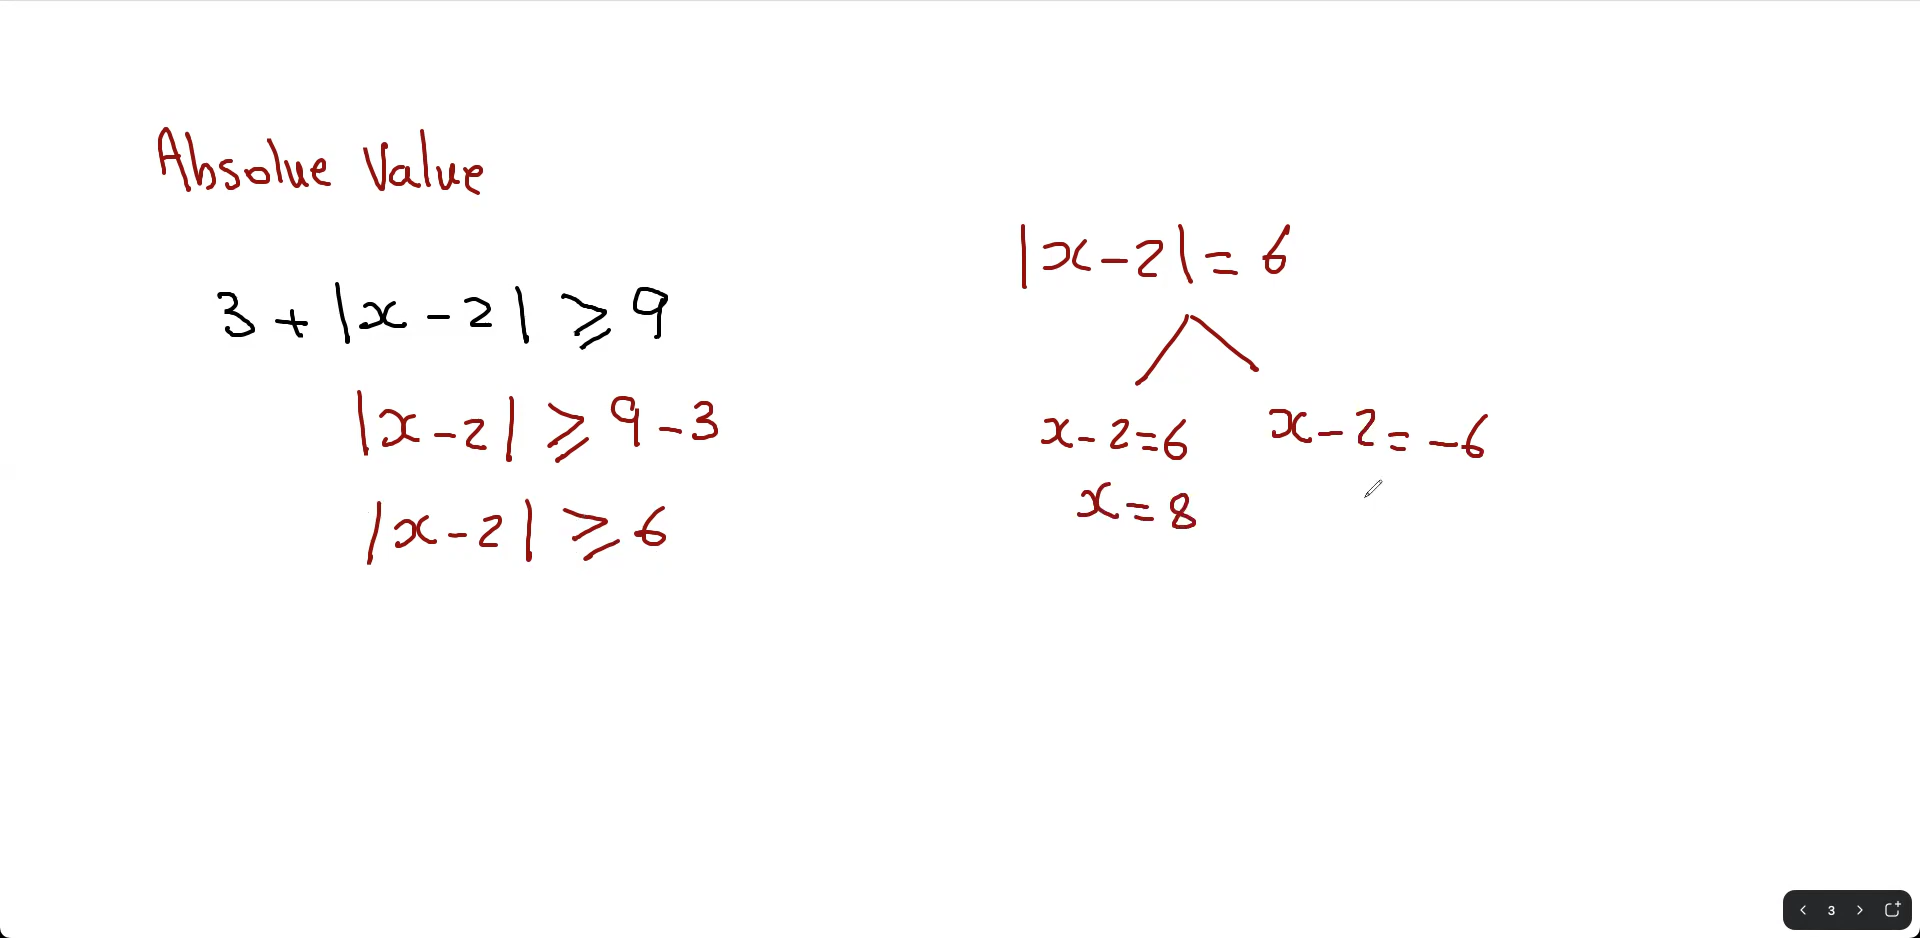 Absolue Value
3 + |x - 2| ≥ 9
|x - 2| ≥ 9 - 3
|x - 2| ≥ 6
|x - 2| = 6
x - 2 = 6
x - 2 = -6
x = 8
3